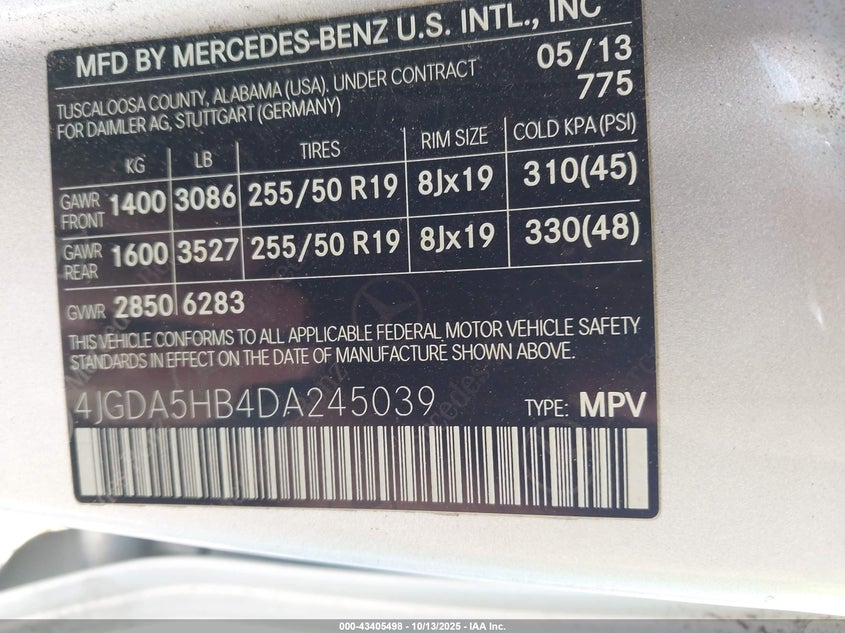 MFD BY MERCEDES-BENZ U.S. INTL., INC
05/13
775
TUSCALOOSA COUNTY, ALABAMA (USA). UNDER CONTRACT
FOR DAIMLER AG, STUTTGART (GERMANY)
KG LB TIRES RIM SIZE COLD KPA (PSI)
GAWR FRONT 1400 3086 255/50 R19 8Jx19 310(45)
GAWR REAR 1600 3527 255/50 R19 8Jx19 330(48)
GVWR 2850 6283
THIS VEHICLE CONFORMS TO ALL APPLICABLE FEDERAL MOTOR VEHICLE SAFETY
STANDARDS IN EFFECT ON THE DATE OF MANUFACTURE SHOWN ABOVE.
4JGDA5HB4DA245039 TYPE: MPV
000-43405498 - 10/13/2025 - IAA Inc.